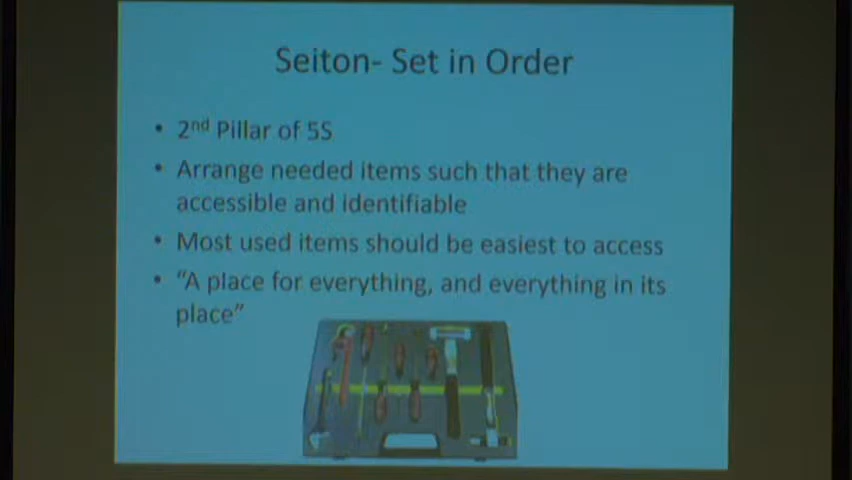 Seiton- Set in Order
• 2nd Pillar of 5S
• Arrange needed items such that they are
accessible and identifiable
• Most used items should be easiest to access
• “A place for everything, and everything in its
place”